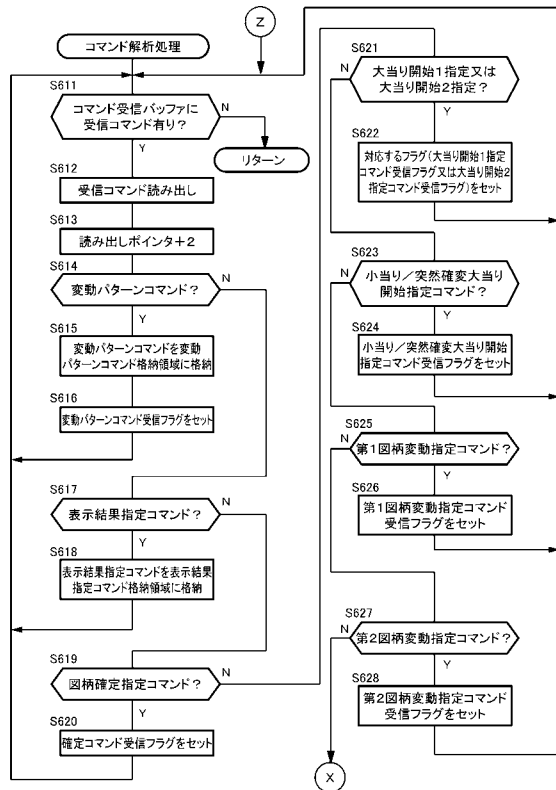 コマンド解析処理
Z
S611
コマンド受信バッファに
受信コマンド有り？
N
Y
リターン
S612
受信コマンド読み出し
S613
読み出しポインタ＋2
S614
変動パターンコマンド？
N
Y
S615
変動パターンコマンドを変動
パターンコマンド格納領域に格納
S616
変動パターンコマンド受信フラグをセット
S617
表示結果指定コマンド？
N
Y
S618
表示結果指定コマンドを表示結果
指定コマンド格納領域に格納
S619
図柄確定指定コマンド？
N
Y
S620
確定コマンド受信フラグをセット
S621
N
大当り開始1指定又は
大当り開始2指定？
Y
S622
対応するフラグ(大当り開始1指定
コマンド受信フラグ又は大当り開始2
指定コマンド受信フラグ)をセット
S623
N
小当り／突然確変大当り
開始指定コマンド？
Y
S624
小当り／突然確変大当り開始
指定コマンド受信フラグをセット
S625
N
第1図柄変動指定コマンド？
Y
S626
第1図柄変動指定コマンド
受信フラグをセット
S627
N
第2図柄変動指定コマンド？
Y
S628
第2図柄変動指定コマンド
受信フラグをセット
X